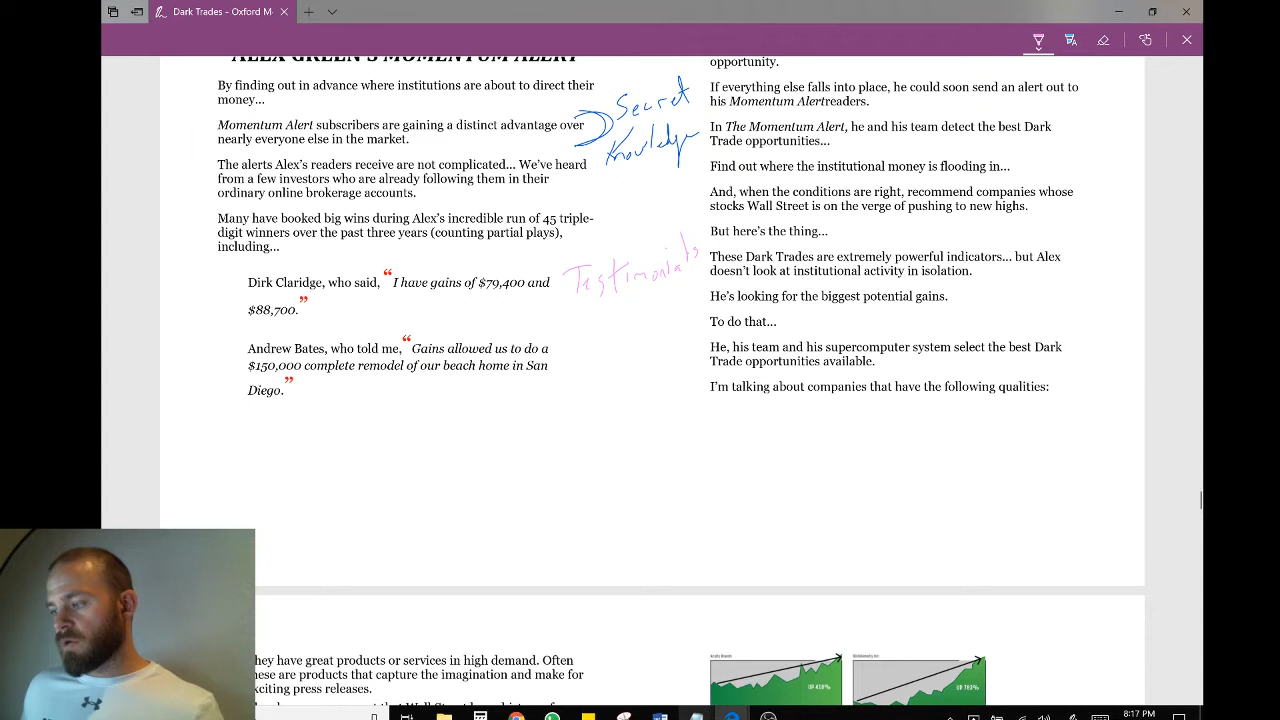 Dark Trades - Oxford M
ALEX GREEN'S MOMENTUM ALERT
By finding out in advance where institutions are about to direct their
money...
Momentum Alert subscribers are gaining a distinct advantage over
nearly everyone else in the market.
The alerts Alex's readers receive are not complicated... We've heard
from a few investors who are already following them in their
ordinary online brokerage accounts.
Many have booked big wins during Alex's incredible run of 45 triple-
digit winners over the past three years (counting partial plays),
including...
Dirk Claridge, who said, “I have gains of $79,400 and
$88,700.”
Andrew Bates, who told me, “Gains allowed us to do a
$150,000 complete remodel of our beach home in San
Diego.”
Secret
Knowledge
Testimonials
opportunity.
If everything else falls into place, he could soon send an alert out to
his Momentum Alertreaders.
In The Momentum Alert, he and his team detect the best Dark
Trade opportunities...
Find out where the institutional money is flooding in...
And, when the conditions are right, recommend companies whose
stocks Wall Street is on the verge of pushing to new highs.
But here's the thing...
These Dark Trades are extremely powerful indicators... but Alex
doesn't look at institutional activity in isolation.
He's looking for the biggest potential gains.
To do that...
He, his team and his supercomputer system select the best Dark
Trade opportunities available.
I'm talking about companies that have the following qualities:
hey have great products or services in high demand. Often
hese are products that capture the imagination and make for
xciting press releases.
UP 418%
UP 783%
8:17 PM